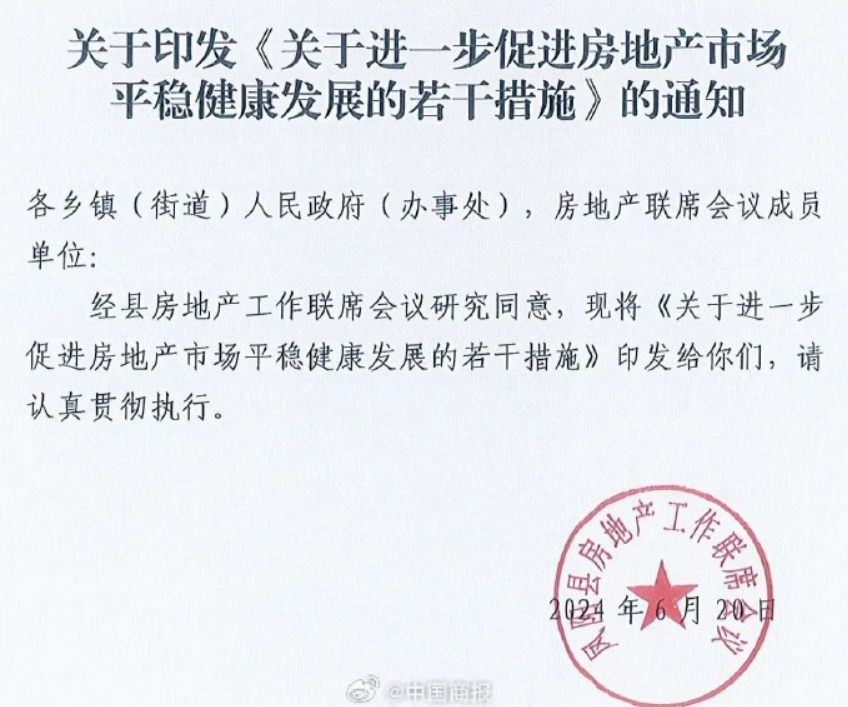 关于印发《关于进一步促进房地产市场
平稳健康发展的若干措施》的通知
各乡镇（街道）人民政府（办事处），房地产联席会议成员
单位：
经县房地产工作联席会议研究同意，现将《关于进一步
促进房地产市场平稳健康发展的若干措施》印发给你们，请
认真贯彻执行。
凤阳县房地产工作联席会议
2024 年 6 月 20 日
@中国商报